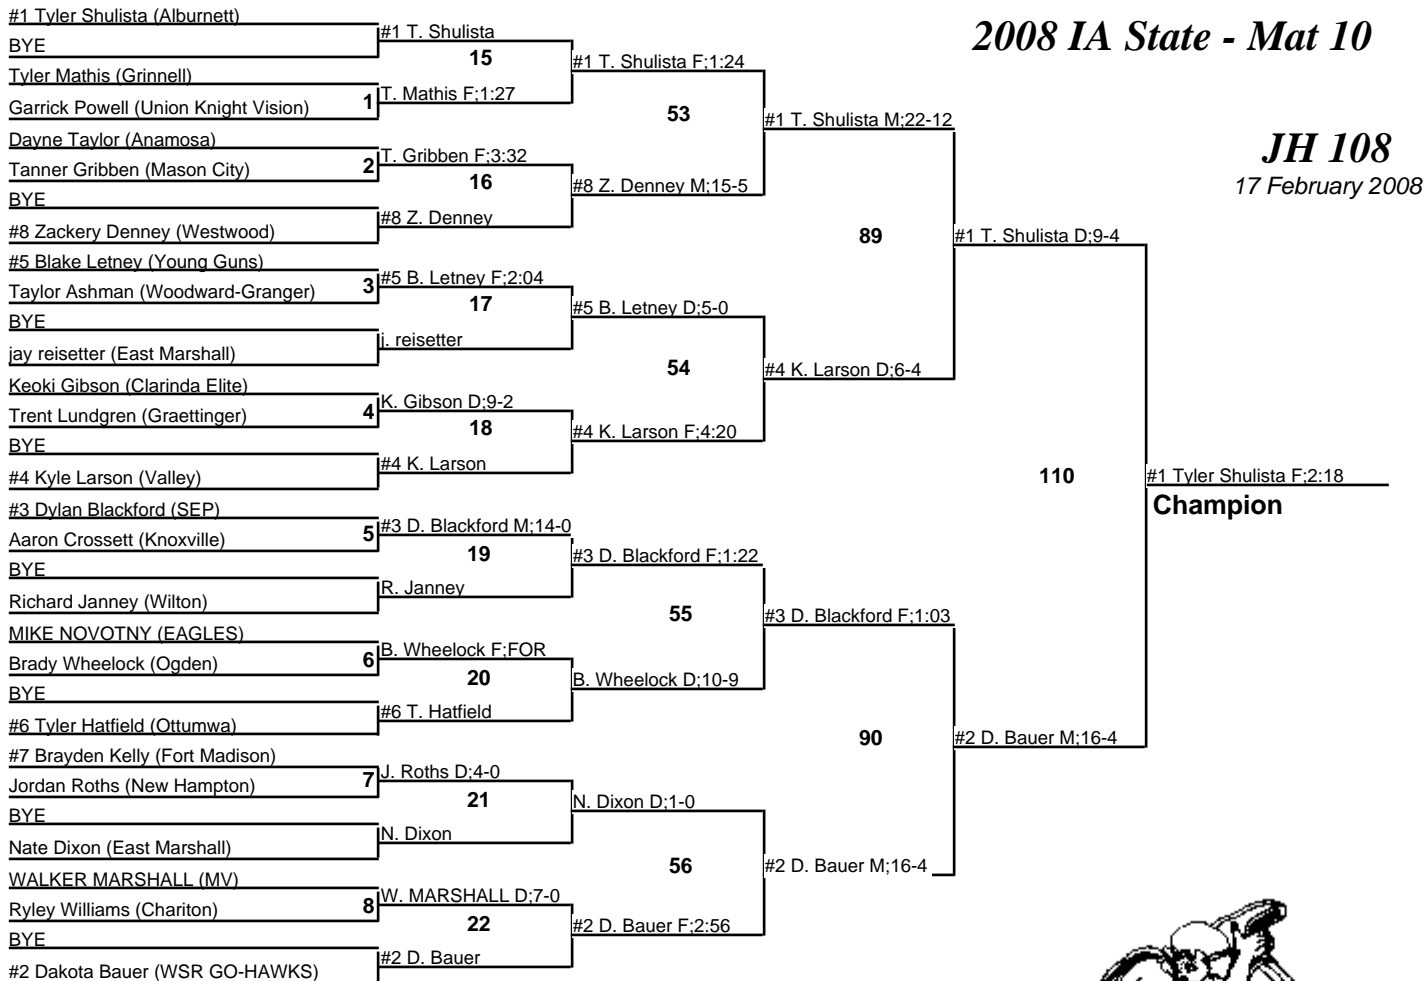 2008 IA State - Mat 10
JH 108
17 February 2008
#1 Tyler Shulista (Alburnett)
BYE
Tyler Mathis (Grinnell)
Garrick Powell (Union Knight Vision)
Dayne Taylor (Anamosa)
Tanner Gribben (Mason City)
BYE
#8 Zackery Denney (Westwood)
#5 Blake Letney (Young Guns)
Taylor Ashman (Woodward-Granger)
BYE
jay reisetter (East Marshall)
Keoki Gibson (Clarinda Elite)
Trent Lundgren (Graettinger)
BYE
#4 Kyle Larson (Valley)
#3 Dylan Blackford (SEP)
Aaron Crossett (Knoxville)
BYE
Richard Janney (Wilton)
MIKE NOVOTNY (EAGLES)
Brady Wheelock (Ogden)
BYE
#6 Tyler Hatfield (Ottumwa)
#7 Brayden Kelly (Fort Madison)
Jordan Roths (New Hampton)
BYE
Nate Dixon (East Marshall)
WALKER MARSHALL (MV)
Ryley Williams (Chariton)
BYE
#2 Dakota Bauer (WSR GO-HAWKS)
1
2
3
4
5
6
7
8
#1 T. Shulista
15
T. Mathis F;1:27
T. Gribben F;3:32
16
#8 Z. Denney
#5 B. Letney F;2:04
17
j. reisetter
K. Gibson D;9-2
18
#4 K. Larson
#3 D. Blackford M;14-0
19
R. Janney
B. Wheelock F;FOR
20
#6 T. Hatfield
J. Roths D;4-0
21
N. Dixon
W. MARSHALL D;7-0
22
#2 D. Bauer
#1 T. Shulista F;1:24
53
#8 Z. Denney M;15-5
#5 B. Letney D;5-0
54
#4 K. Larson F;4:20
#3 D. Blackford F;1:22
55
B. Wheelock D;10-9
N. Dixon D;1-0
56
#2 D. Bauer F;2:56
#1 T. Shulista M;22-12
89
#4 K. Larson D;6-4
#3 D. Blackford F;1:03
90
#2 D. Bauer M;16-4
#1 T. Shulista D;9-4
110
#2 D. Bauer M;16-4
#1 Tyler Shulista F;2:18
Champion